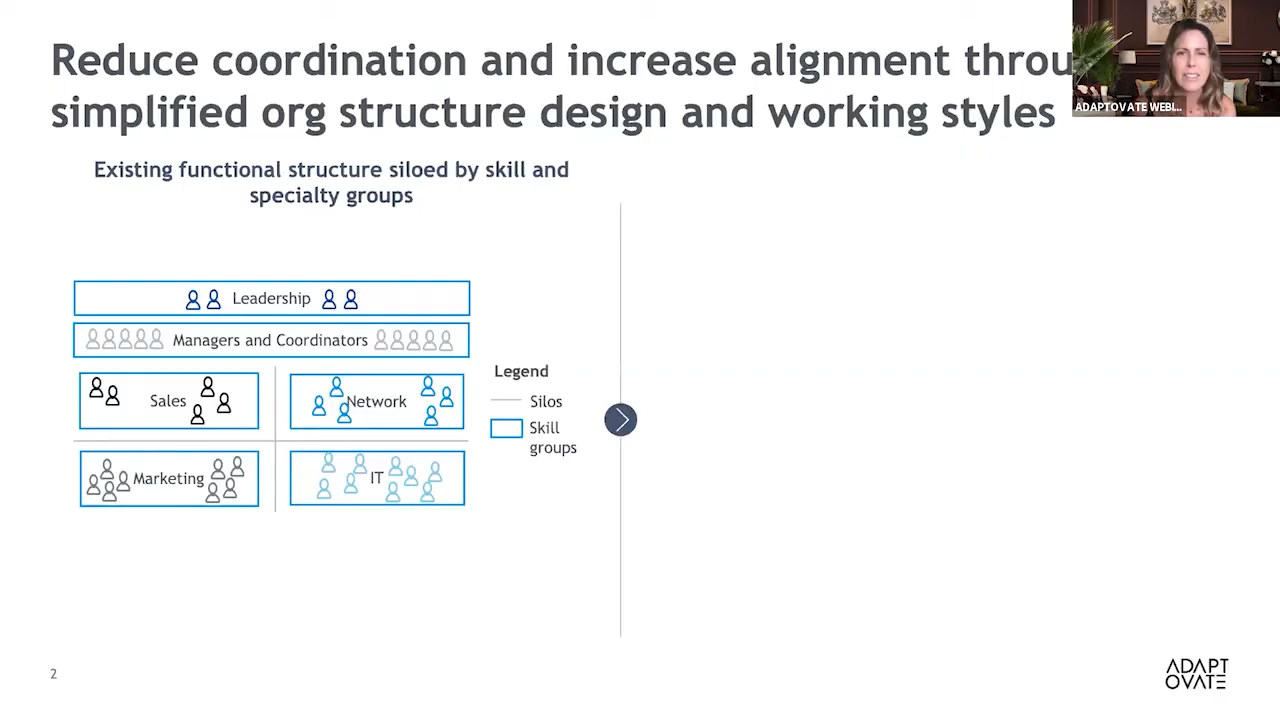 Reduce coordination and increase alignment throu
simplified org structure design and working styles
ADAPTOVATE WEBI...
Existing functional structure siloed by skill and
specialty groups
Leadership
Managers and Coordinators
Sales
Network
Marketing
IT
Legend
Silos
Skill
groups
2
ADAPT
OVATE